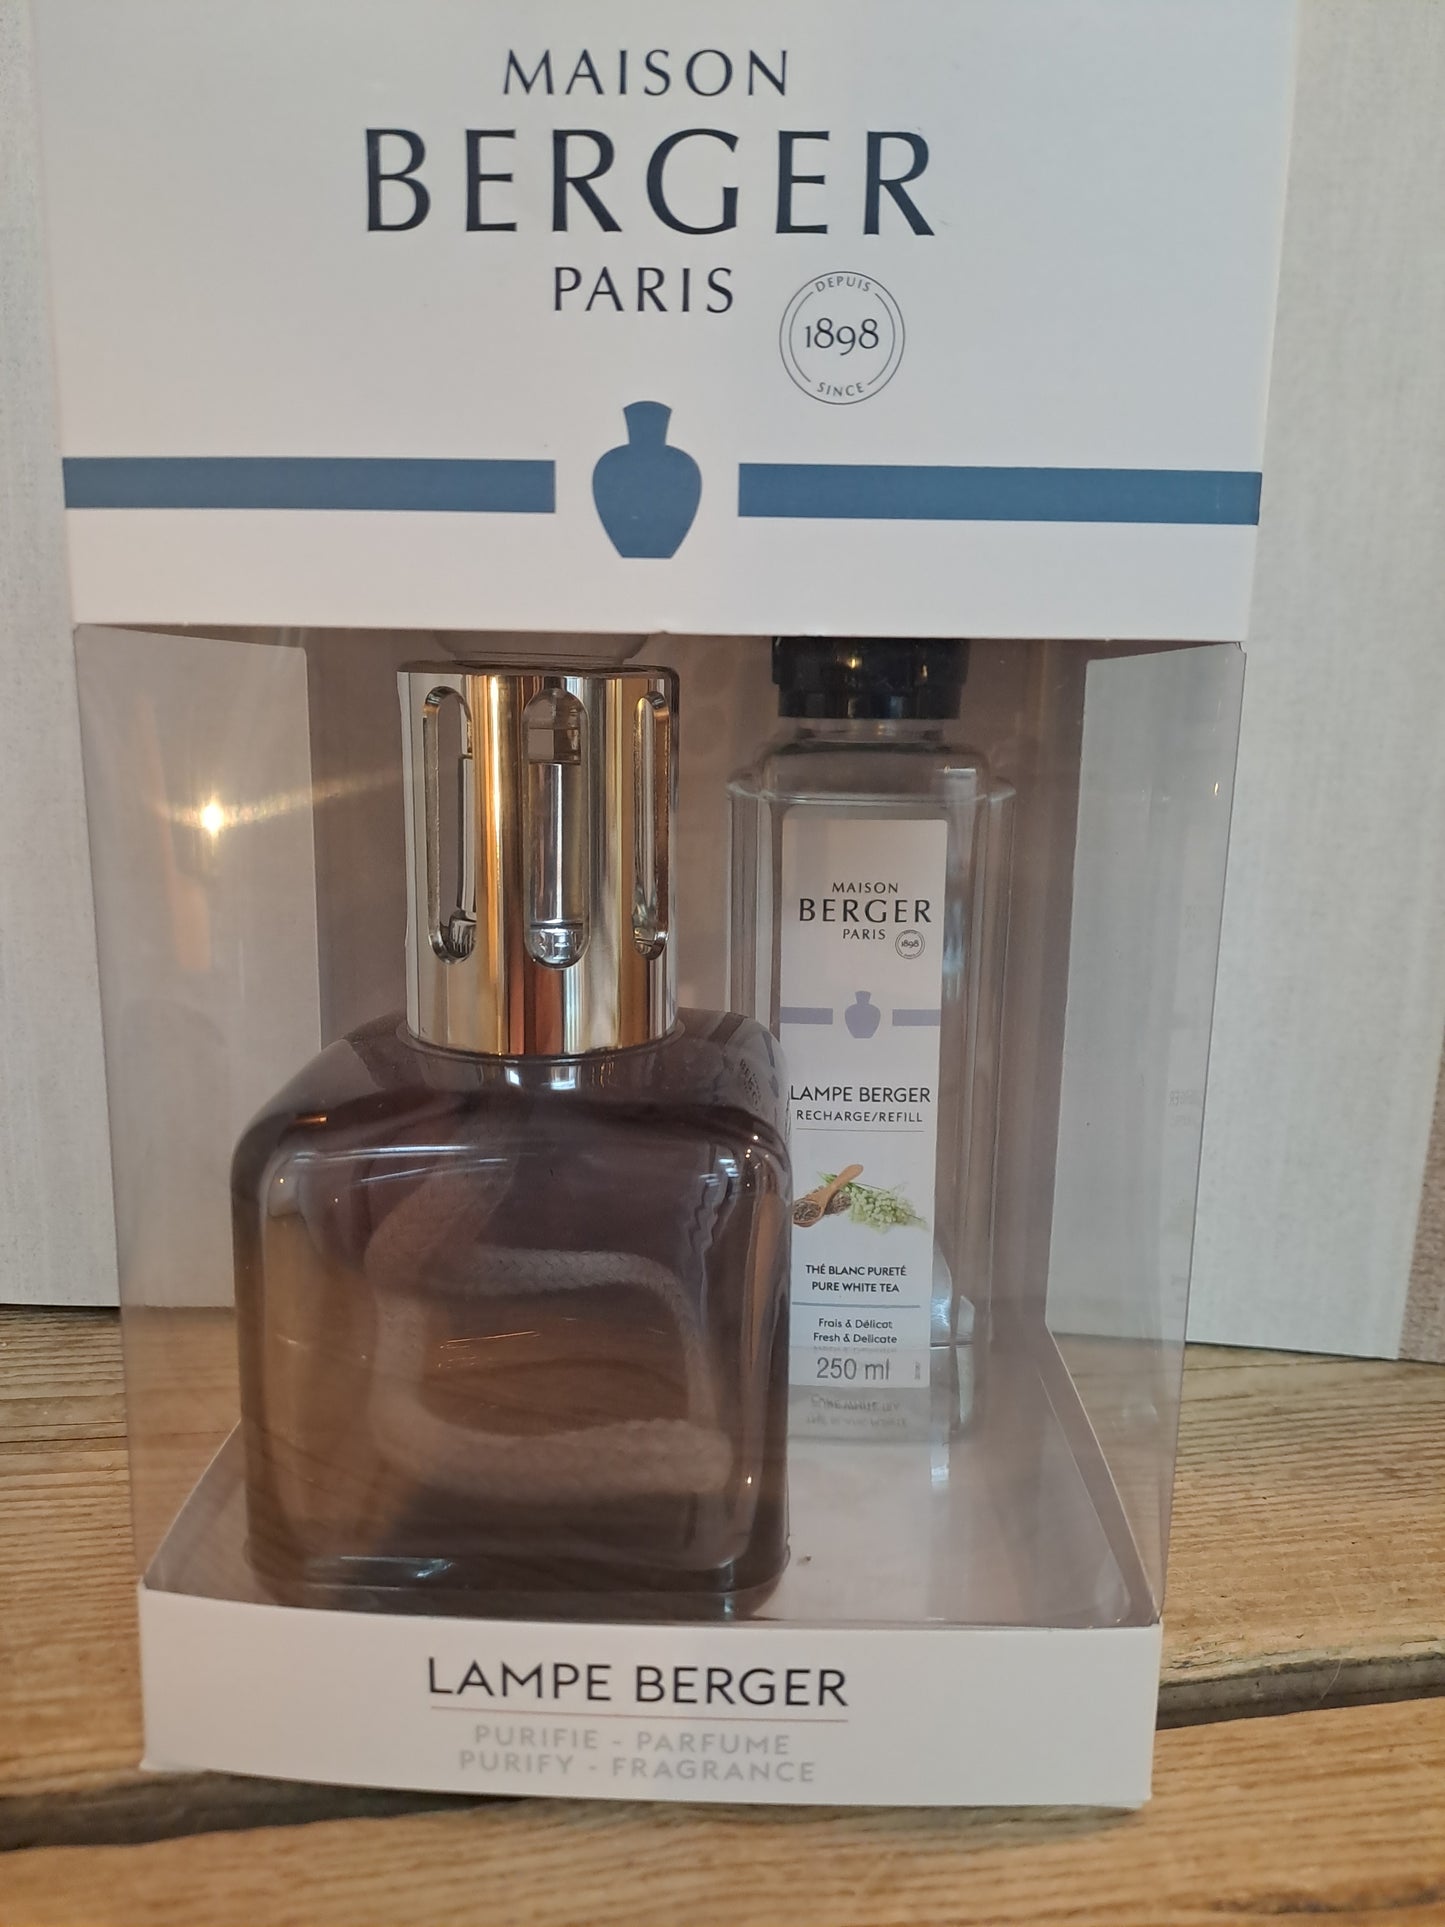 MAISON
BERGER
PARIS
DEPUIS
1898
SINCE
MAISON
BERGER
PARIS
1898
LAMPE BERGER
RECHARGE/REFILL
THÉ BLANC PURETÉ
PURE WHITE TEA
Frais & Délicat
Fresh & Delicate
250 ml
LAMPE BERGER
PURIFIE - PARFUME
PURIFY - FRAGRANCE